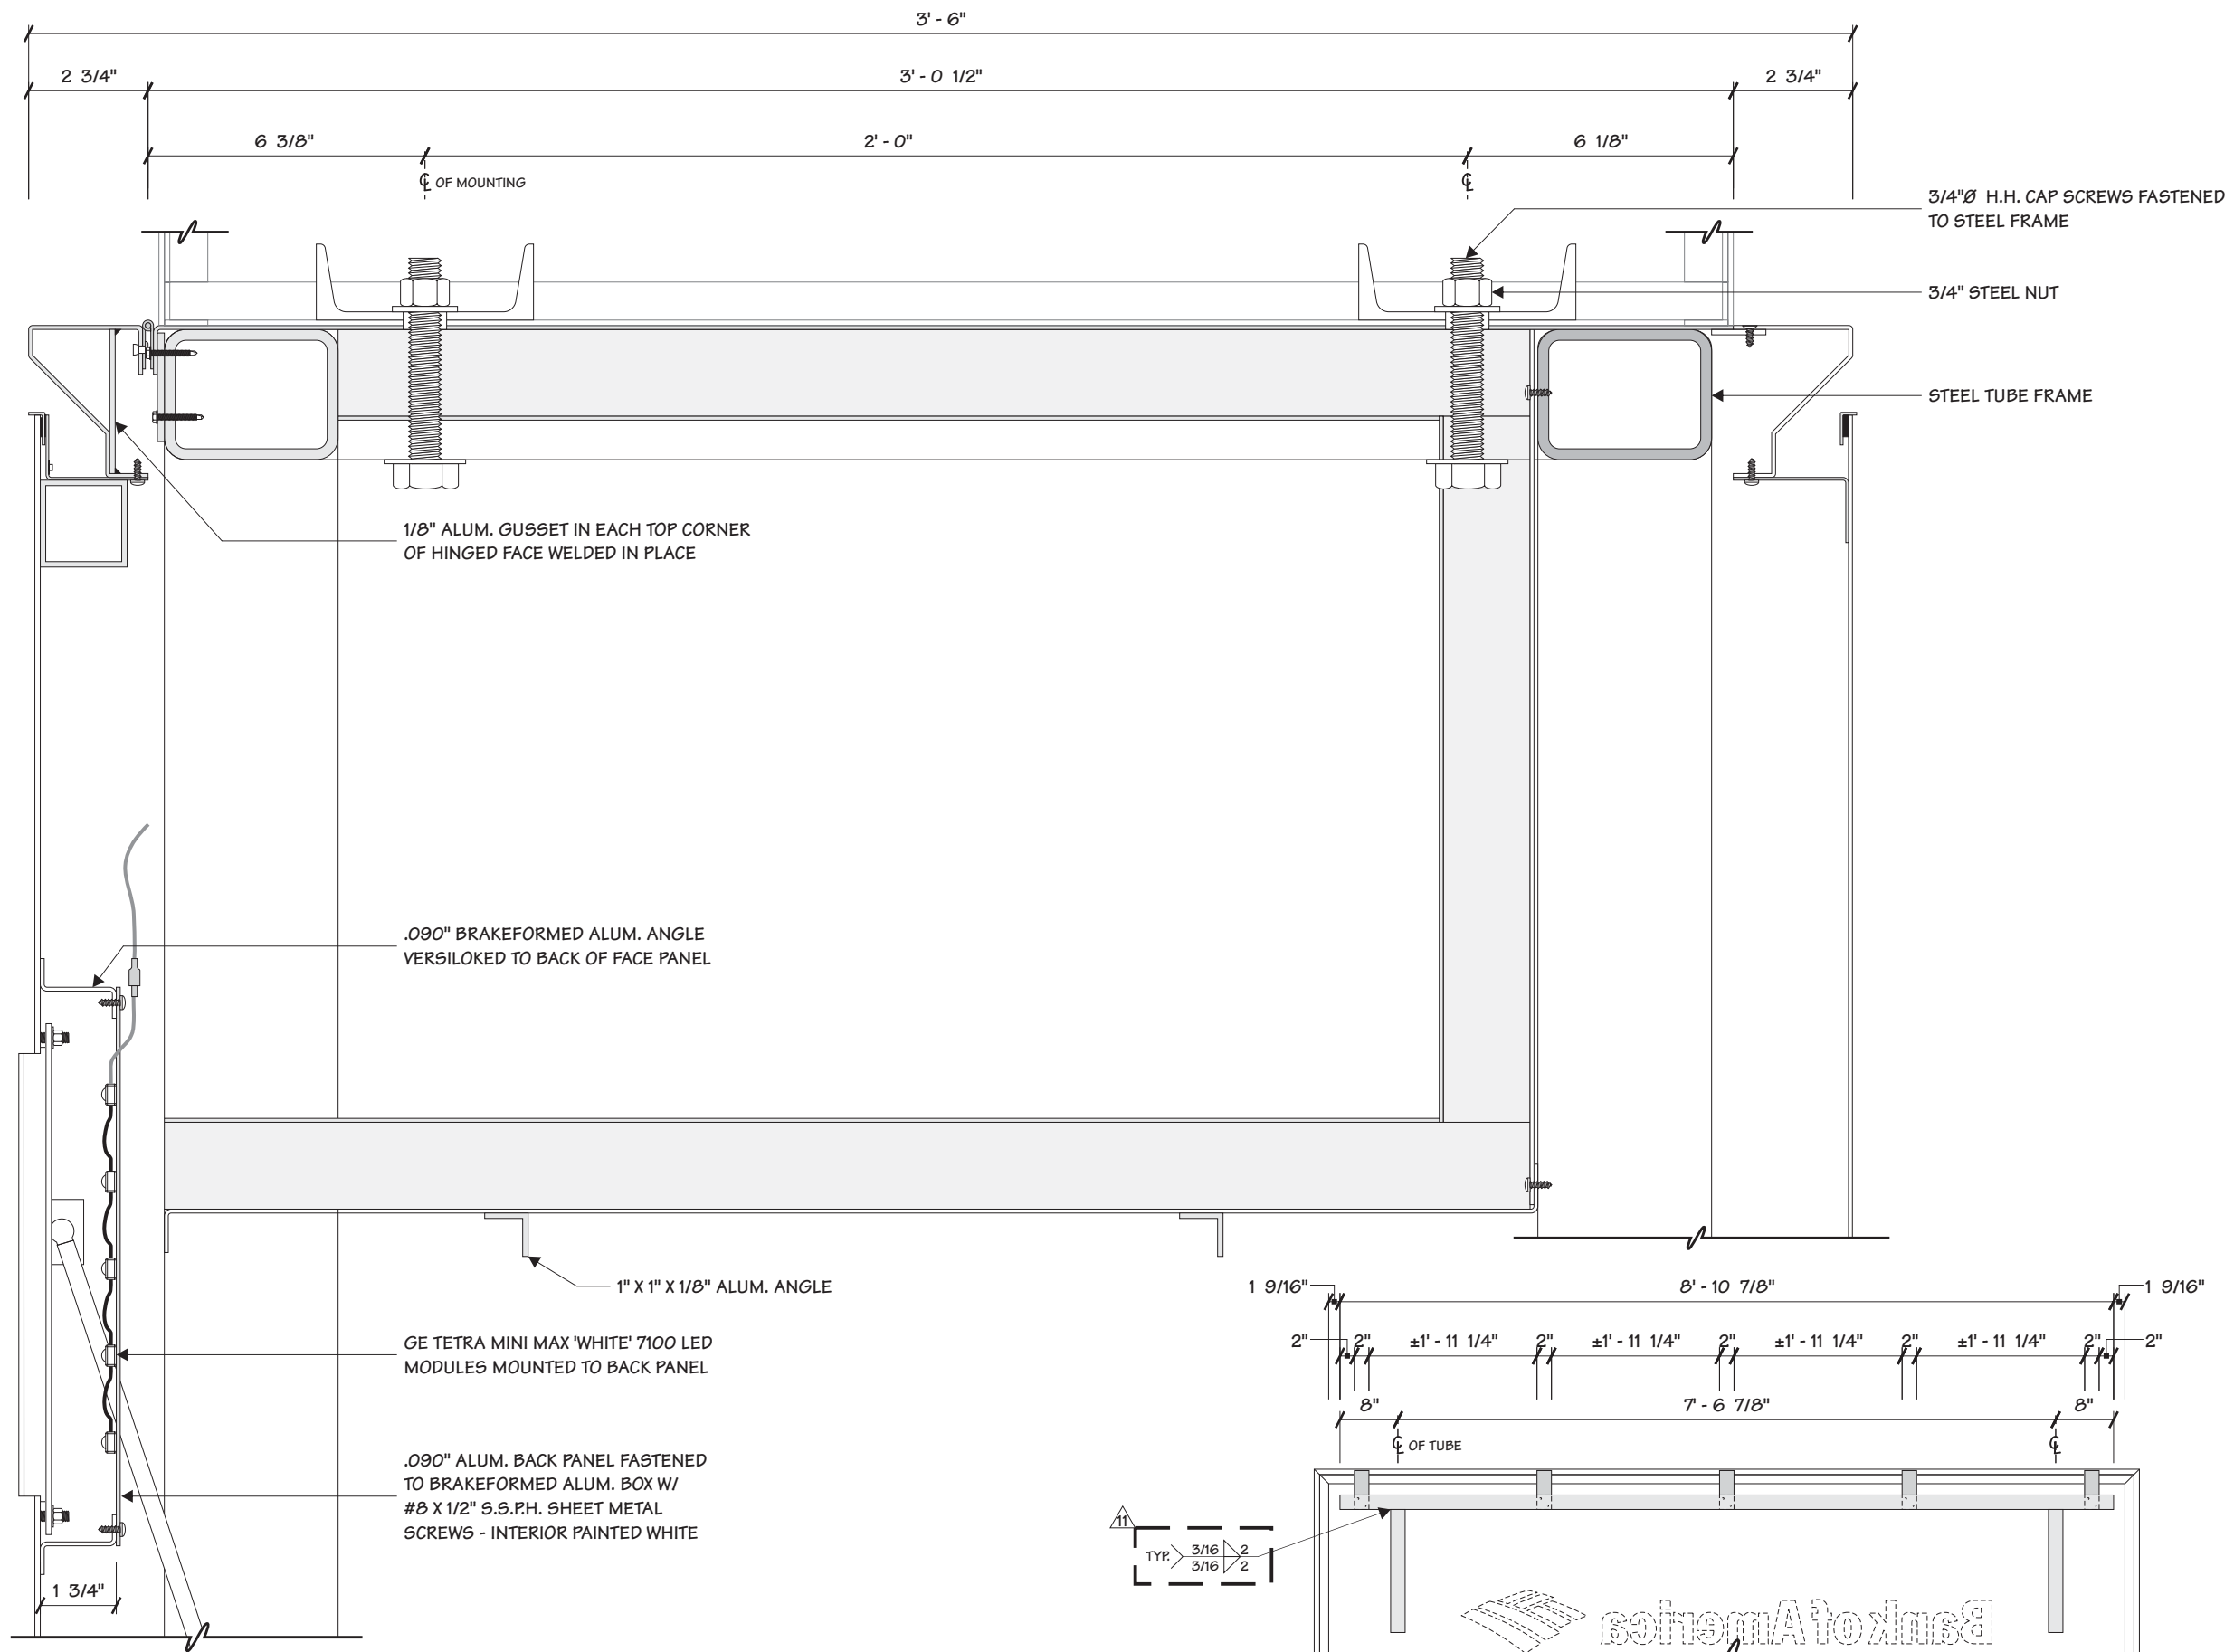 3' - 6"
2 3/4"
3' - 0 1/2"
2 3/4"
6 3/8"
2' - 0"
6 1/8"
℄ OF MOUNTING
℄
3/4"Ø H.H. CAP SCREWS FASTENED
TO STEEL FRAME
3/4" STEEL NUT
STEEL TUBE FRAME
1/8" ALUM. GUSSET IN EACH TOP CORNER
OF HINGED FACE WELDED IN PLACE
.090" BRAKEFORMED ALUM. ANGLE
VERSILOKED TO BACK OF FACE PANEL
1" X 1" X 1/8" ALUM. ANGLE
GE TETRA MINI MAX 'WHITE' 7100 LED
MODULES MOUNTED TO BACK PANEL
.090" ALUM. BACK PANEL FASTENED
TO BRAKEFORMED ALUM. BOX W/
#8 X 1/2" S.S.P.H. SHEET METAL
SCREWS - INTERIOR PAINTED WHITE
1 3/4"
1 9/16"
8' - 10 7/8"
1 9/16"
2"
2"
±1' - 11 1/4"
2"
±1' - 11 1/4"
2"
±1' - 11 1/4"
2"
±1' - 11 1/4"
2"
2"
8"
7' - 6 7/8"
8"
℄ OF TUBE
℄
11
TYP.
3/16
2
3/16
2
Bank of America